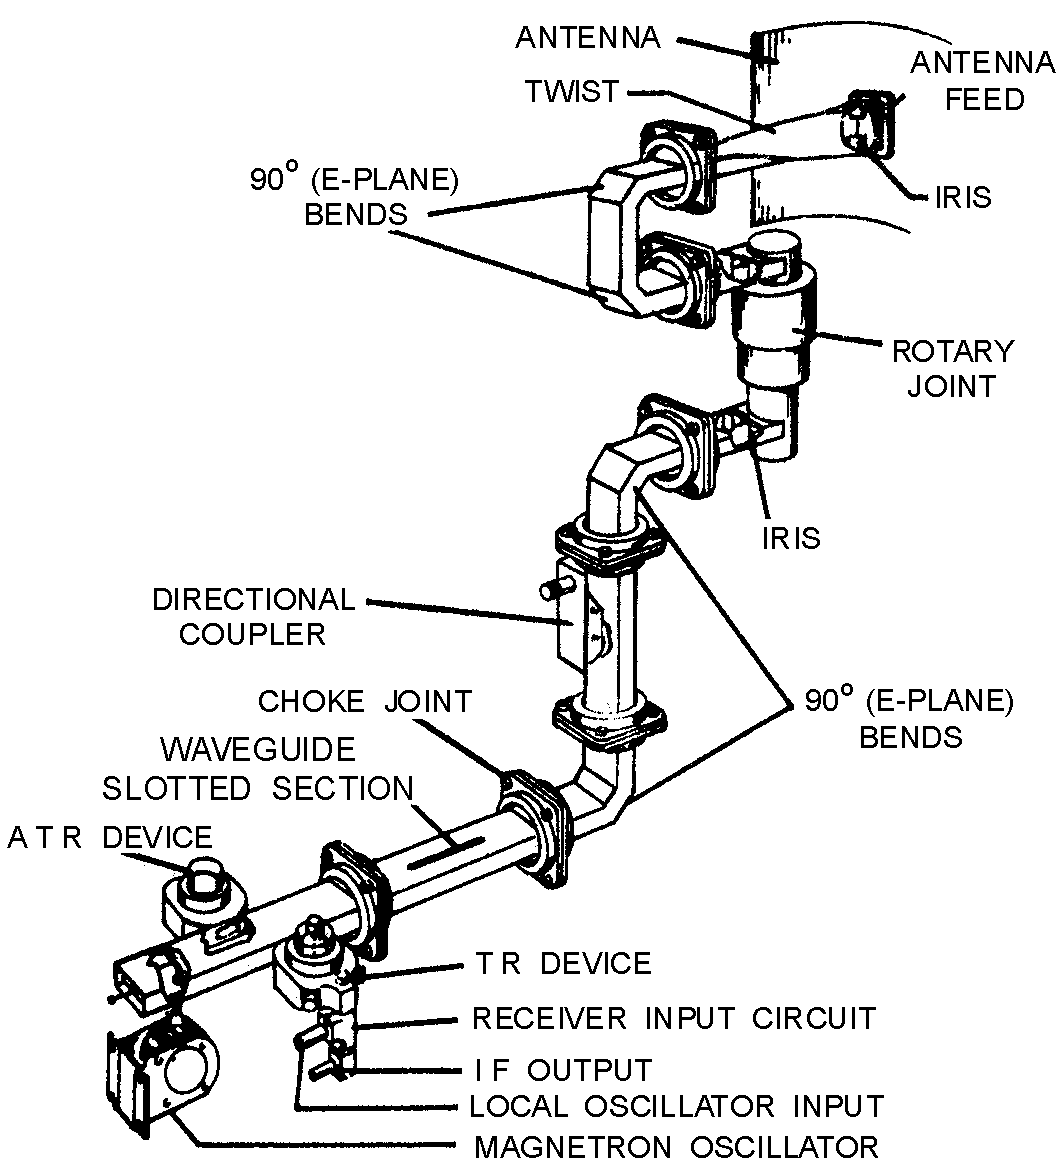 ANTENNA
ANTENNA
FEED
TWIST
90° (E-PLANE)
BENDS
IRIS
ROTARY
JOINT
IRIS
DIRECTIONAL
COUPLER
CHOKE JOINT
90° (E-PLANE)
BENDS
WAVEGUIDE
SLOTTED SECTION
A T R DEVICE
T R DEVICE
RECEIVER INPUT CIRCUIT
I F OUTPUT
LOCAL OSCILLATOR INPUT
MAGNETRON OSCILLATOR